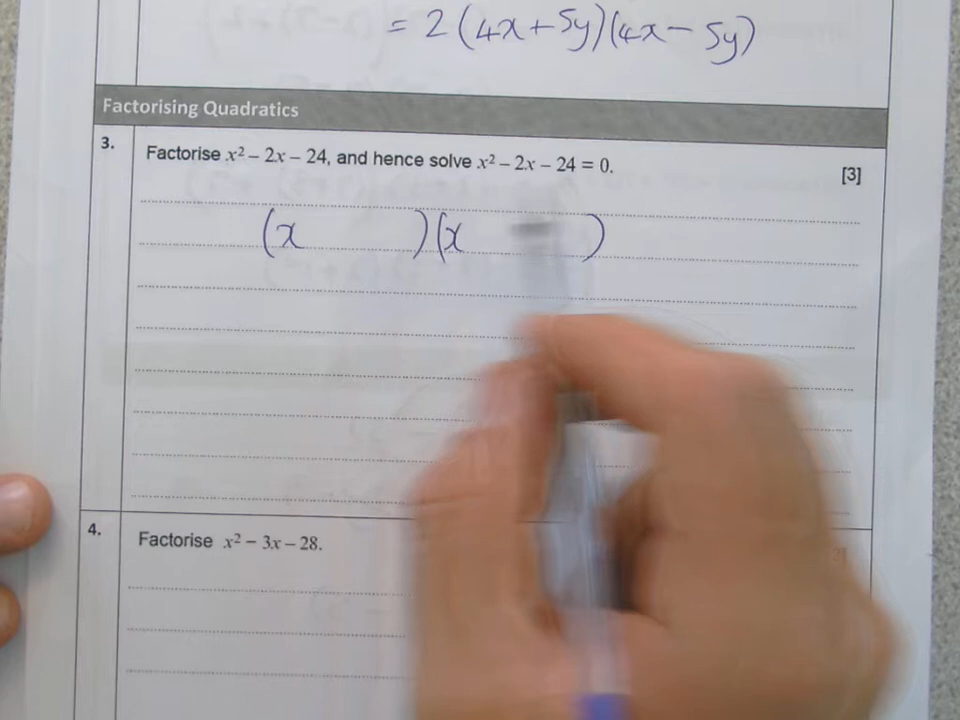 = 2 (4x + 5y)(4x - 5y)
Factorising Quadratics
3. Factorise x² – 2x – 24, and hence solve x² – 2x – 24 = 0. [3]
(x )(x )
4. Factorise x² – 3x – 28.